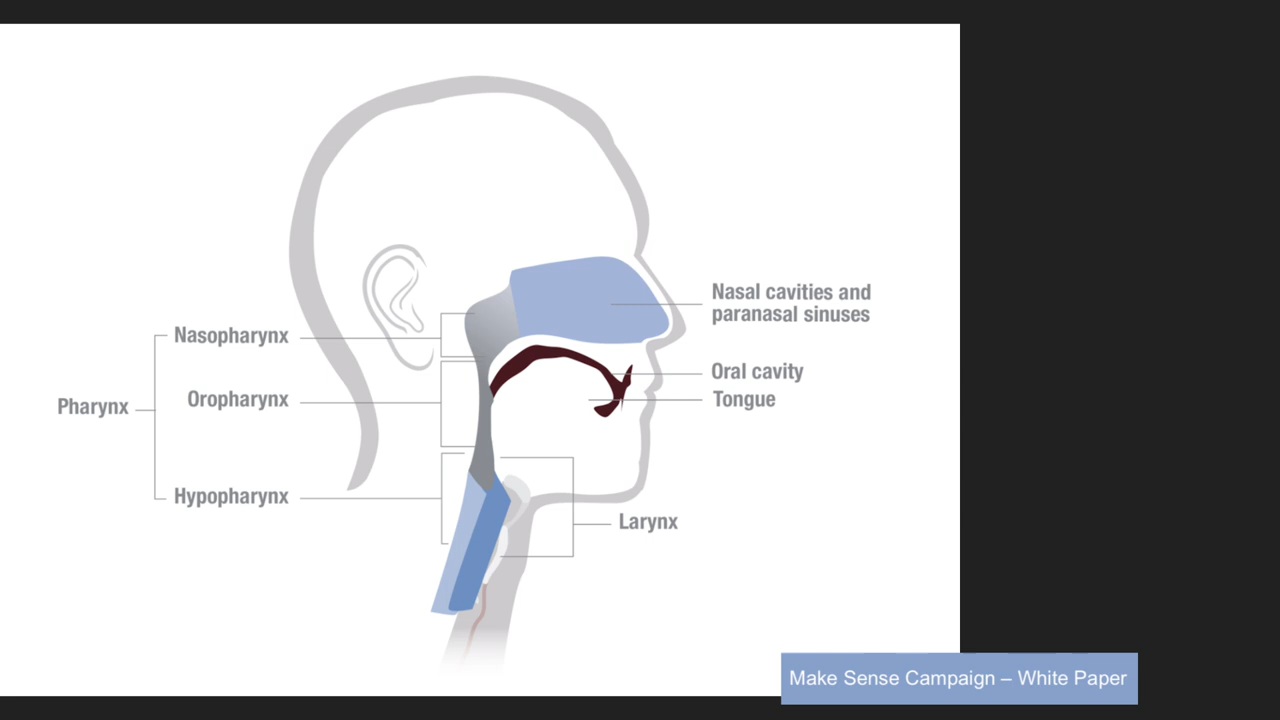 Nasal cavities and
paranasal sinuses
Nasopharynx
Oral cavity
Oropharynx
Tongue
Pharynx
Hypopharynx
Larynx
Make Sense Campaign – White Paper